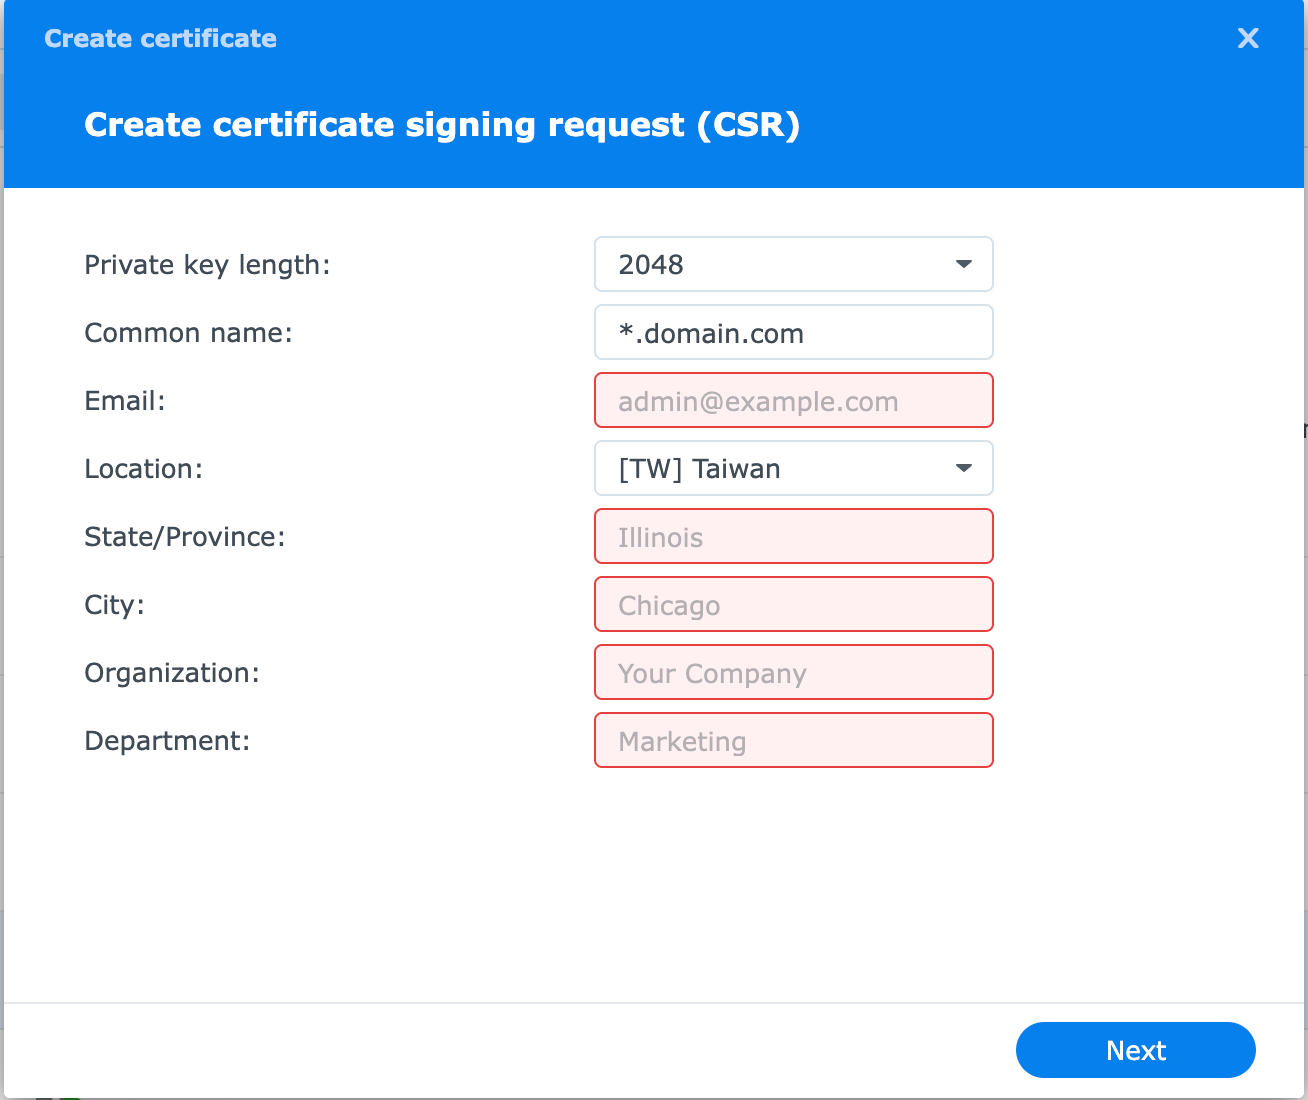 Create certificate
Create certificate signing request (CSR)
Private key length: 2048
Common name: *.domain.com
Email: admin@example.com
Location: [TW] Taiwan
State/Province: Illinois
City: Chicago
Organization: Your Company
Department: Marketing
Next